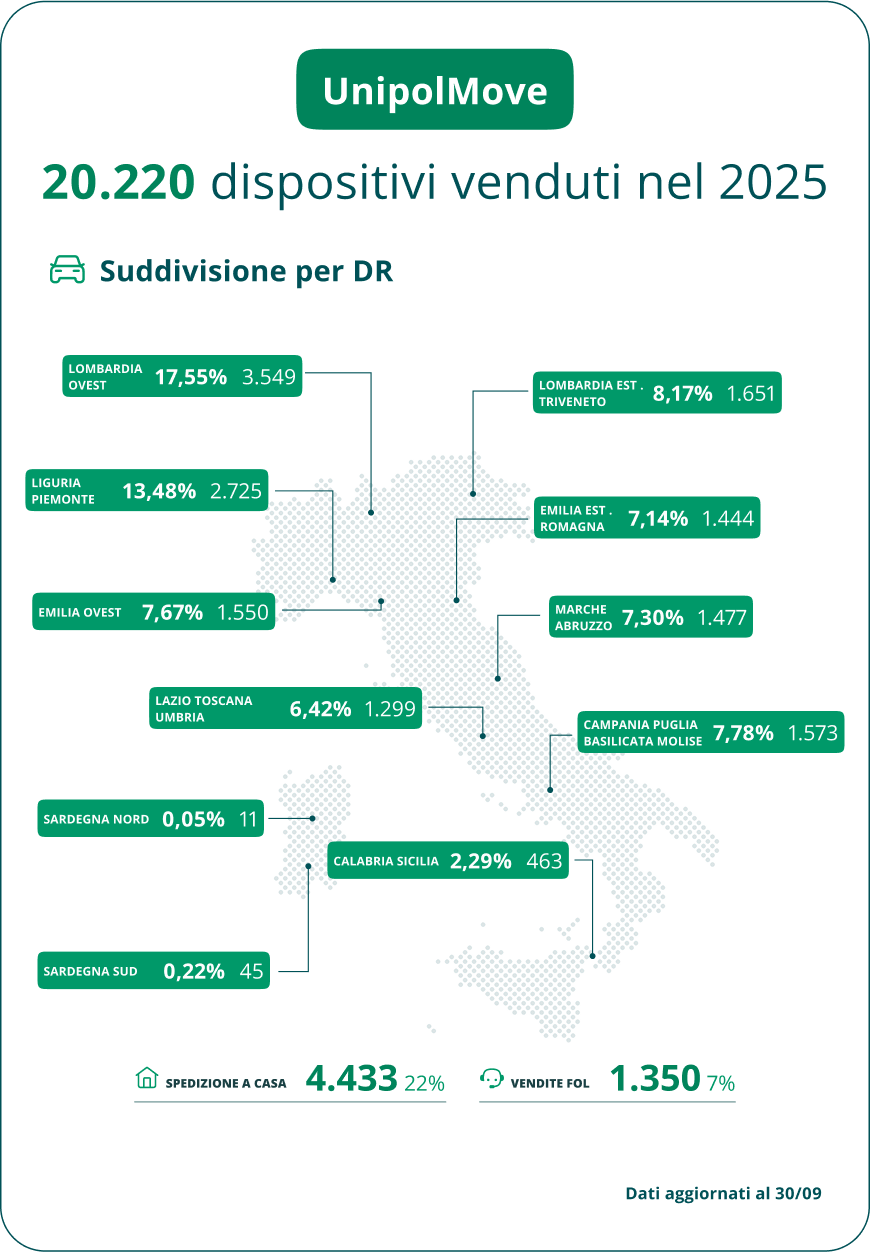 UnipolMove
20.220 dispositivi venduti nel 2025
Suddivisione per DR
LOMBARDIA
OVEST
17,55% 3.549
LOMBARDIA EST .
TRIVENETO
8,17% 1.651
LIGURIA
PIEMONTE
13,48% 2.725
EMILIA EST .
ROMAGNA
7,14% 1.444
EMILIA OVEST 7,67% 1.550
MARCHE
ABRUZZO
7,30% 1.477
LAZIO TOSCANA
UMBRIA
6,42% 1.299
CAMPANIA PUGLIA
BASILICATA MOLISE
7,78% 1.573
SARDEGNA NORD 0,05% 11
CALABRIA SICILIA 2,29% 463
SARDEGNA SUD 0,22% 45
SPEDIZIONE A CASA 4.433 22%
VENDITE FOL 1.350 7%
Dati aggiornati al 30/09